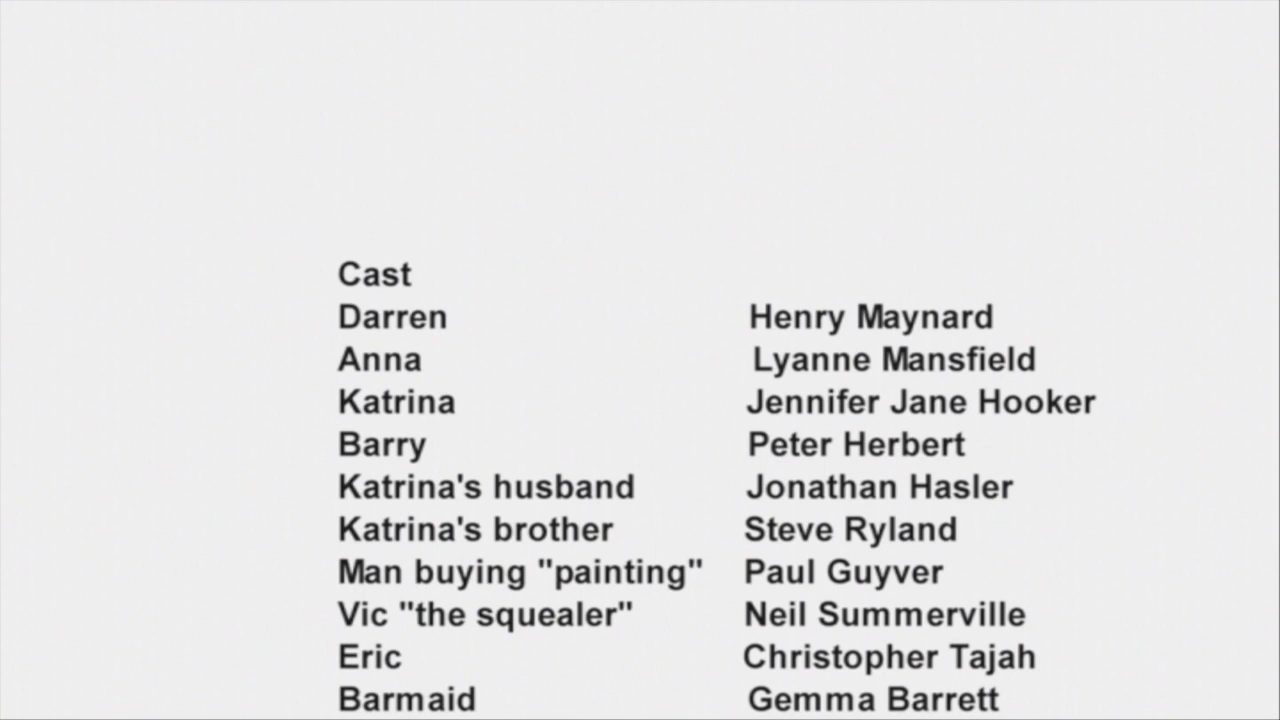 Cast
Darren Henry Maynard
Anna Lyanne Mansfield
Katrina Jennifer Jane Hooker
Barry Peter Herbert
Katrina's husband Jonathan Hasler
Katrina's brother Steve Ryland
Man buying "painting" Paul Guyver
Vic "the squealer" Neil Summerville
Eric Christopher Tajah
Barmaid Gemma Barrett